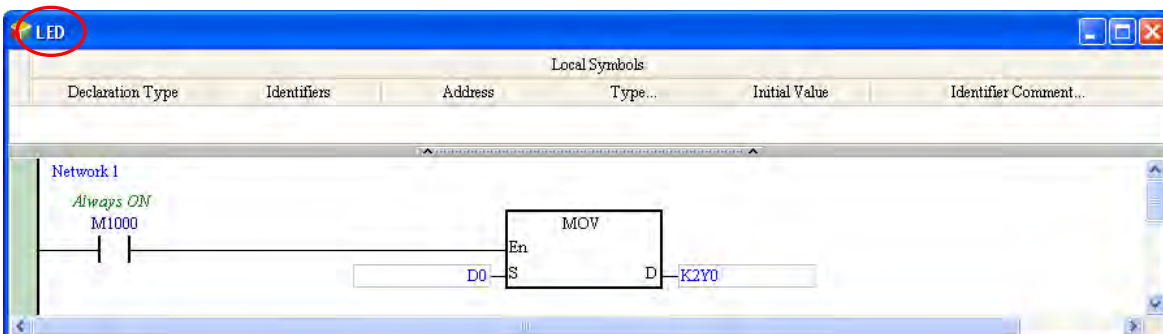 LED
Local Symbols
Declaration Type Identifiers Address Type... Initial Value Identifier Comment...
Network 1
Always ON
M1000
MOV
En
D0 S D K2Y0